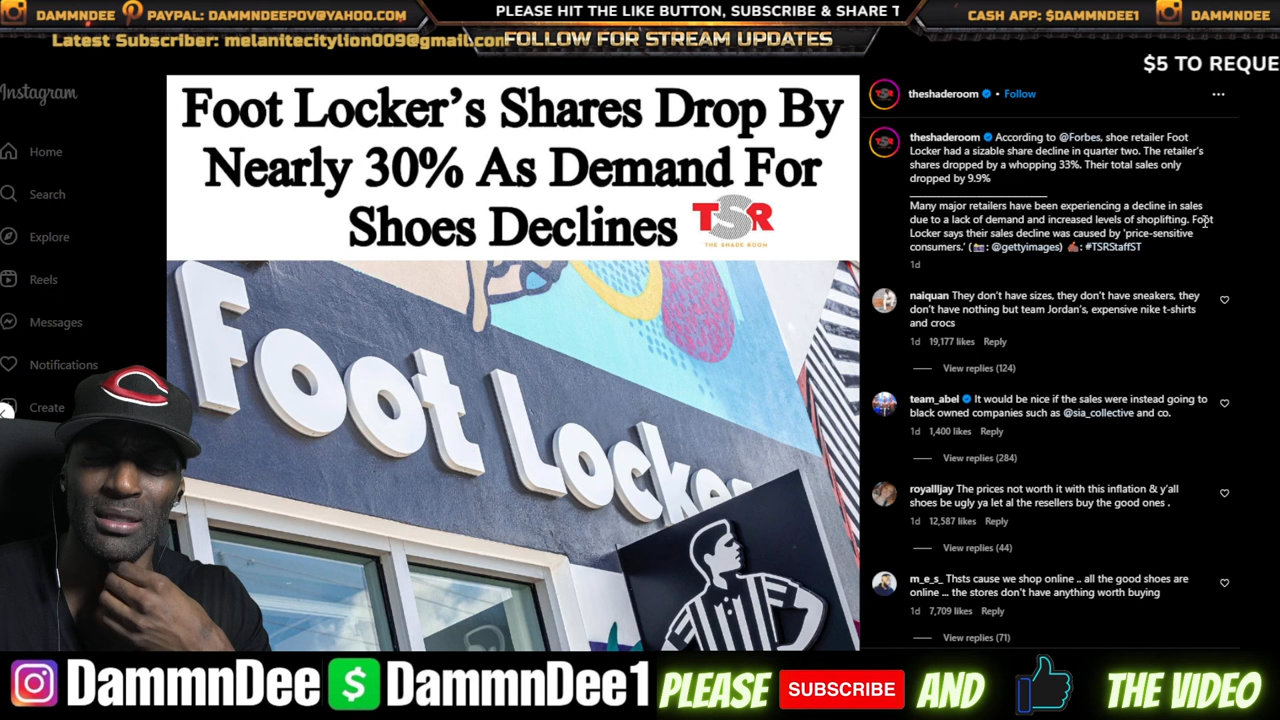 DAMMNDEE
PAYPAL: DAMMNDEEPOV@YAHOO.COM
PLEASE HIT THE LIKE BUTTON, SUBSCRIBE & SHARE T
CASH APP: $DAMMNDEE1
DAMMNDEE
Latest Subscriber: melanitecitylion009@gmail.com
FOLLOW FOR STREAM UPDATES
$5 TO REQUE
Instagram
Home
Search
Explore
Reels
Messages
Notifications
Create
Foot Locker’s Shares Drop By
Nearly 30% As Demand For
Shoes Declines
TSR
THE SHADE ROOM
Foot Locker
theshaderoom • Follow
theshaderoom According to @Forbes, shoe retailer Foot
Locker had a sizable share decline in quarter two. The retailer’s
shares dropped by a whopping 33%. Their total sales only
dropped by 9.9%
Many major retailers have been experiencing a decline in sales
due to a lack of demand and increased levels of shoplifting. Foot
Locker says their sales decline was caused by ‘price-sensitive
consumers.’ (📸: @gettyimages) ✍🏾: #TSRStaffST
1d
naiquan They don't have sizes, they don’t have sneakers, they
don’t have nothing but team Jordan’s, expensive nike t-shirts
and crocs
1d 19,177 likes Reply
View replies (124)
team_abel It would be nice if the sales were instead going to
black owned companies such as @sia_collective and co.
1d 1,400 likes Reply
View replies (284)
royallljay The prices not worth it with this inflation & y’all
shoes be ugly ya let al the resellers buy the good ones .
1d 12,587 likes Reply
View replies (44)
m_e_s_ Thsts cause we shop online .. all the good shoes are
online ... the stores don’t have anything worth buying
1d 7,709 likes Reply
View replies (71)
DammnDee
$ DammnDee1
PLEASE
SUBSCRIBE
AND
THE VIDEO